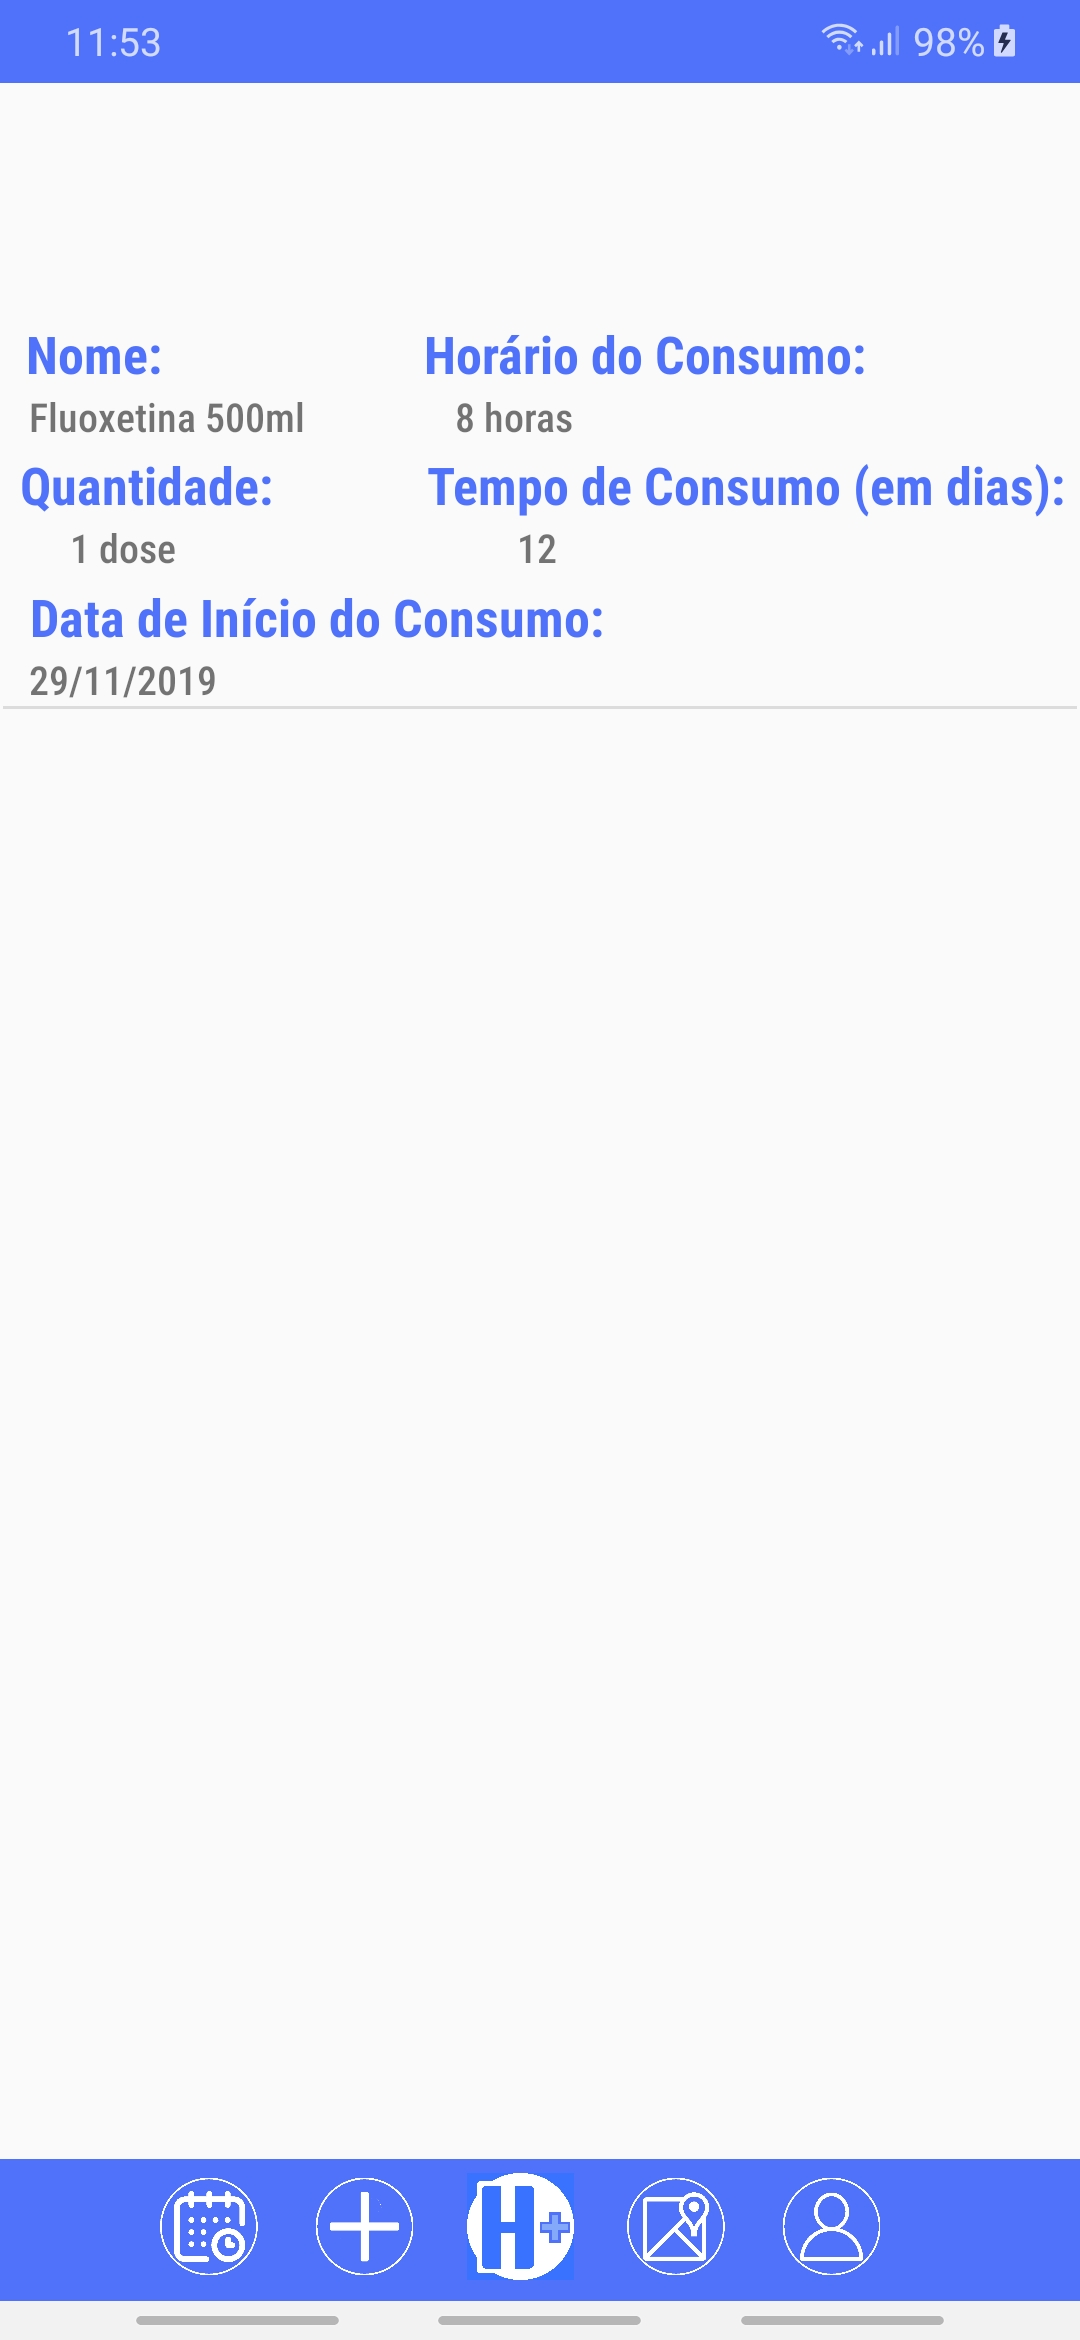 11:53 98%
Nome: Horário do Consumo:
Fluoxetina 500ml 8 horas
Quantidade: Tempo de Consumo (em dias):
1 dose 12
Data de Início do Consumo:
29/11/2019
H+